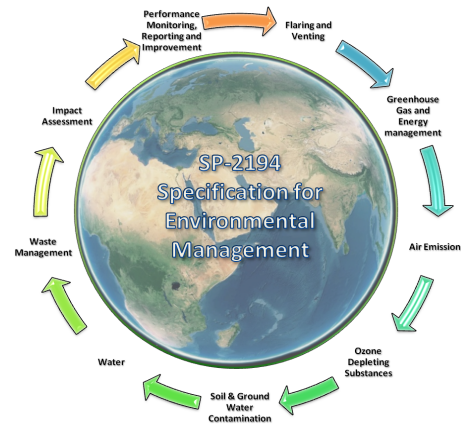 Performance
Monitoring,
Reporting and
Improvement
Flaring and
Venting
Greenhouse
Gas and
Energy
management
Air Emission
Ozone
Depleting
Substances
Soil & Ground
Water
Contamination
Water
Waste
Management
Impact
Assessment
SP-2194
Specification for
Environmental
Management